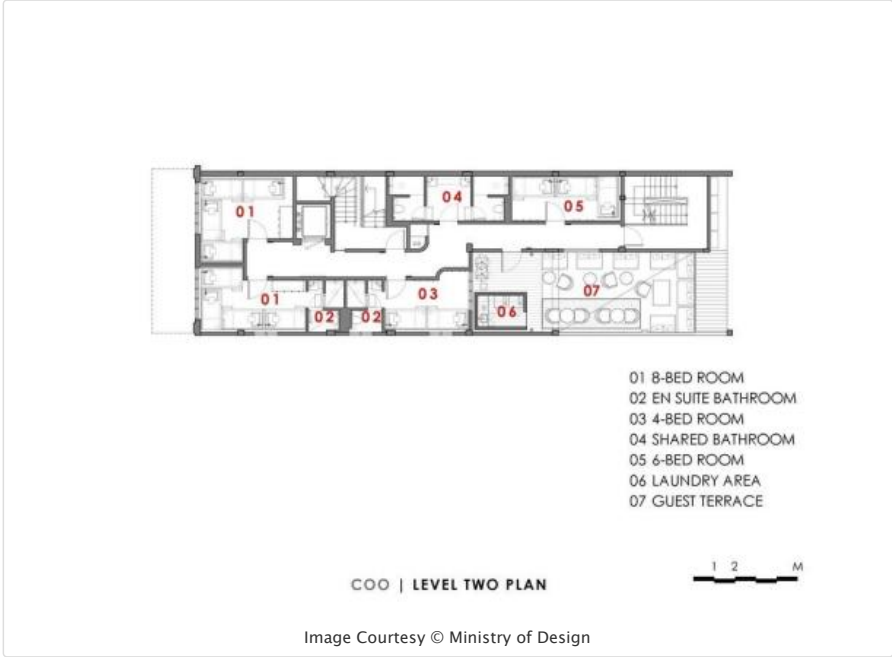 01
04
05
01
03
07
02
02
06
01 8-BED ROOM
02 EN SUITE BATHROOM
03 4-BED ROOM
04 SHARED BATHROOM
05 6-BED ROOM
06 LAUNDRY AREA
07 GUEST TERRACE
1 2 M
COO | LEVEL TWO PLAN
Image Courtesy © Ministry of Design